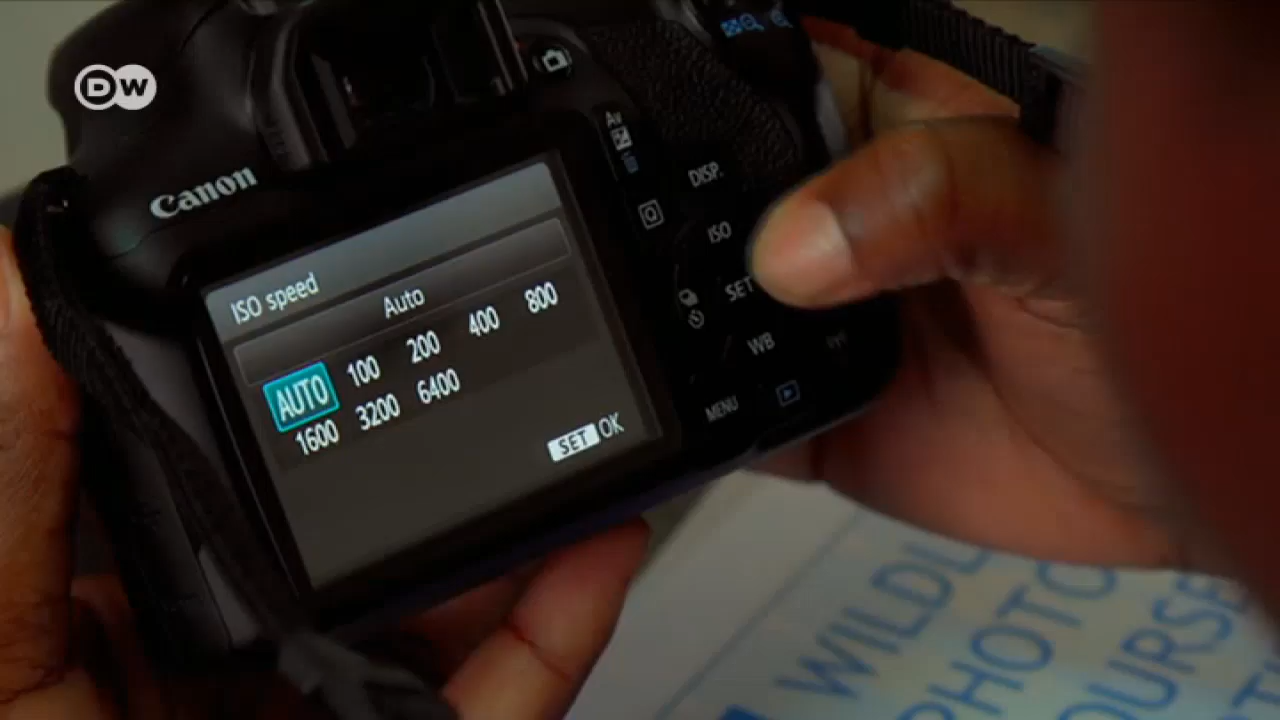 DW
Canon
Av
DISP.
Q
ISO
SET
WB
MENU
ISO speed
Auto
AUTO 100 200 400 800
1600 3200 6400
SET OK
WILDL
PHOTO
OURSE